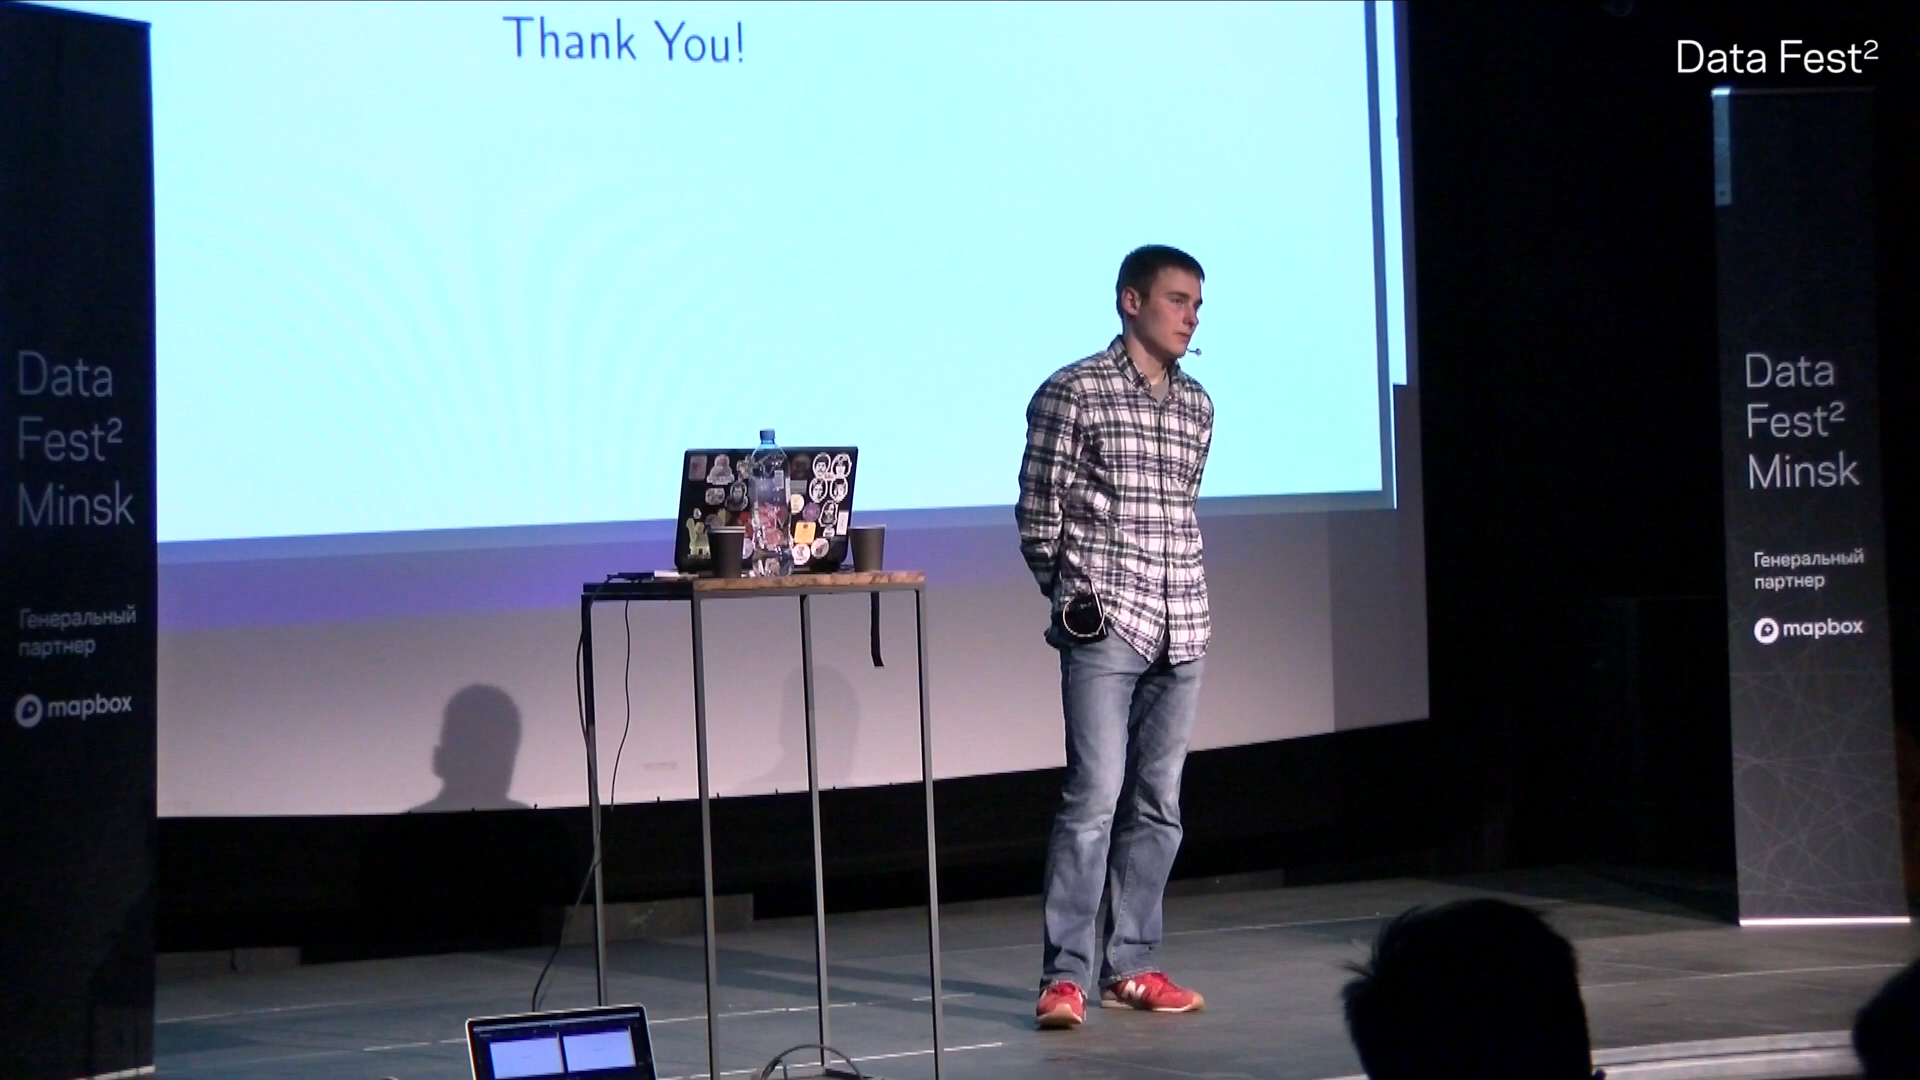 Thank You!
Data Fest²
Data
Fest²
Minsk
Генеральный
партнер
mapbox
Data
Fest²
Minsk
Генеральный
партнер
mapbox